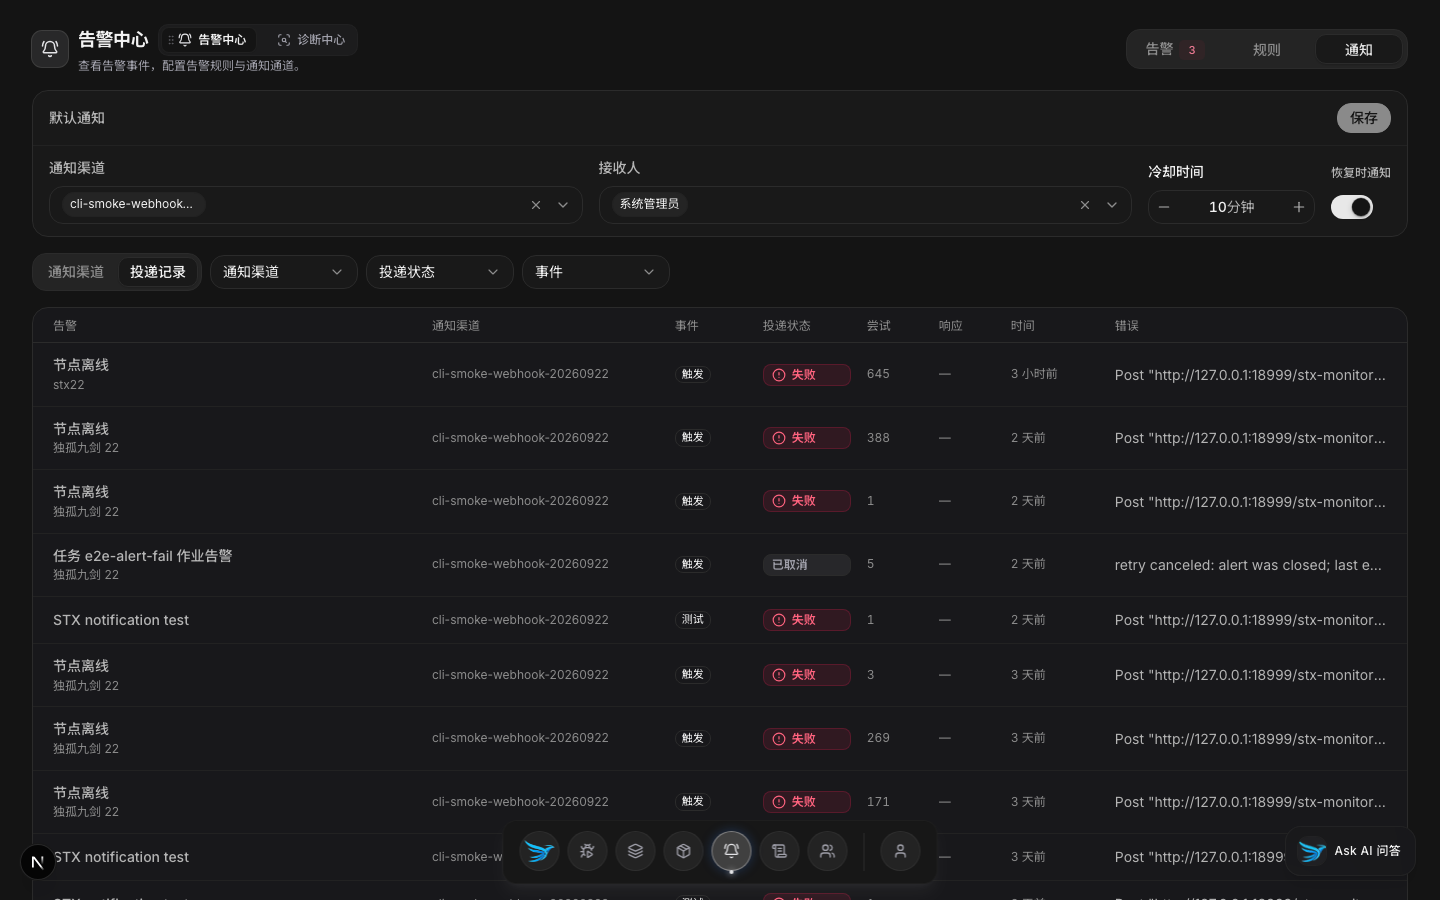 告警中心
告警中心
诊断中心
查看告警事件，配置告警规则与通知通道。
告警 3
规则
通知
默认通知
保存
通知渠道
接收人
冷却时间
恢复时通知
cli-smoke-webhook...
系统管理员
10分钟
通知渠道
投递记录
通知渠道
投递状态
事件
告警 通知渠道 事件 投递状态 尝试 响应 时间 错误
节点离线
stx22
cli-smoke-webhook-20260922 触发 失败 645 — 3 小时前 Post "http://127.0.0.1:18999/stx-monitor...
节点离线
独孤九剑 22
cli-smoke-webhook-20260922 触发 失败 388 — 2 天前 Post "http://127.0.0.1:18999/stx-monitor...
节点离线
独孤九剑 22
cli-smoke-webhook-20260922 触发 失败 1 — 2 天前 Post "http://127.0.0.1:18999/stx-monitor...
任务 e2e-alert-fail 作业告警
独孤九剑 22
cli-smoke-webhook-20260922 触发 已取消 5 — 2 天前 retry canceled: alert was closed; last e...
STX notification test cli-smoke-webhook-20260922 测试 失败 1 — 2 天前 Post "http://127.0.0.1:18999/stx-monitor...
节点离线
独孤九剑 22
cli-smoke-webhook-20260922 触发 失败 3 — 3 天前 Post "http://127.0.0.1:18999/stx-monitor...
节点离线
独孤九剑 22
cli-smoke-webhook-20260922 触发 失败 269 — 3 天前 Post "http://127.0.0.1:18999/stx-monitor...
节点离线
独孤九剑 22
cli-smoke-webhook-20260922 触发 失败 171 — 3 天前 Post "http://127.0.0.1:18999/stx-monitor...
STX notification test cli-smoke-w — 3 天前 Post "http://127.0.0.1:18999
N
Ask AI 问答